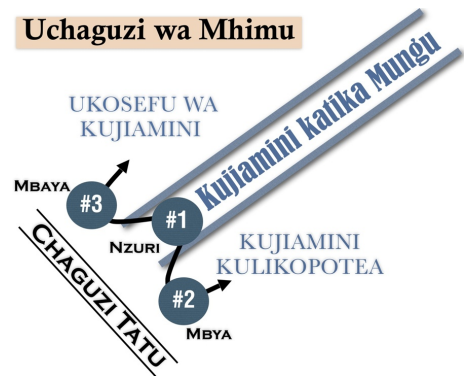 Uchaguzi wa Mhimu
UKOSEFU WA
KUJIAMINI
Kujiamini katika Mungu
MBAYA
#3
#1
NZURI
KUJIAMINI
KULIKOPOTEA
#2
MBYA
CHAGUZI TATU